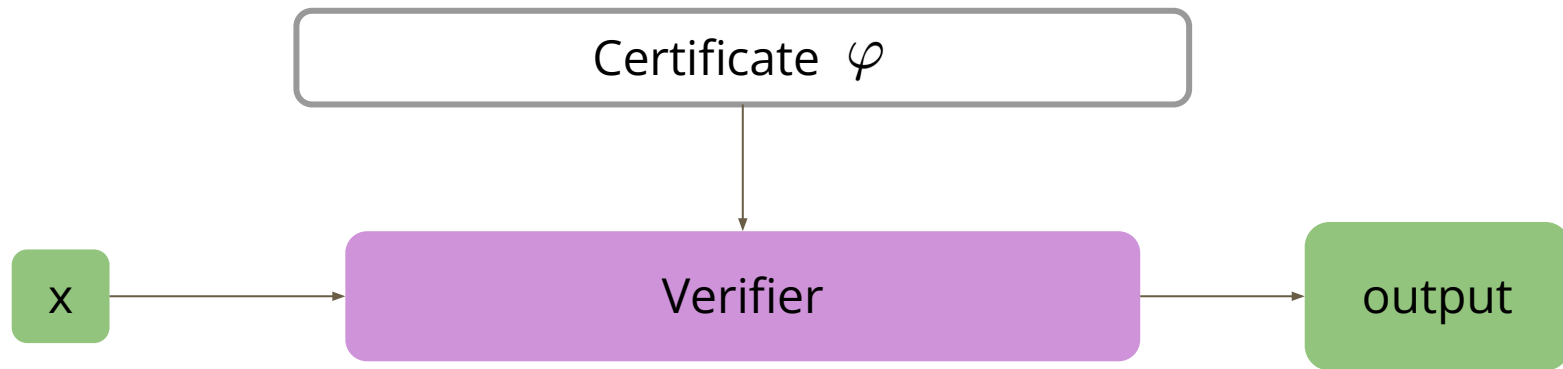 Certificate φ
x
Verifier
output